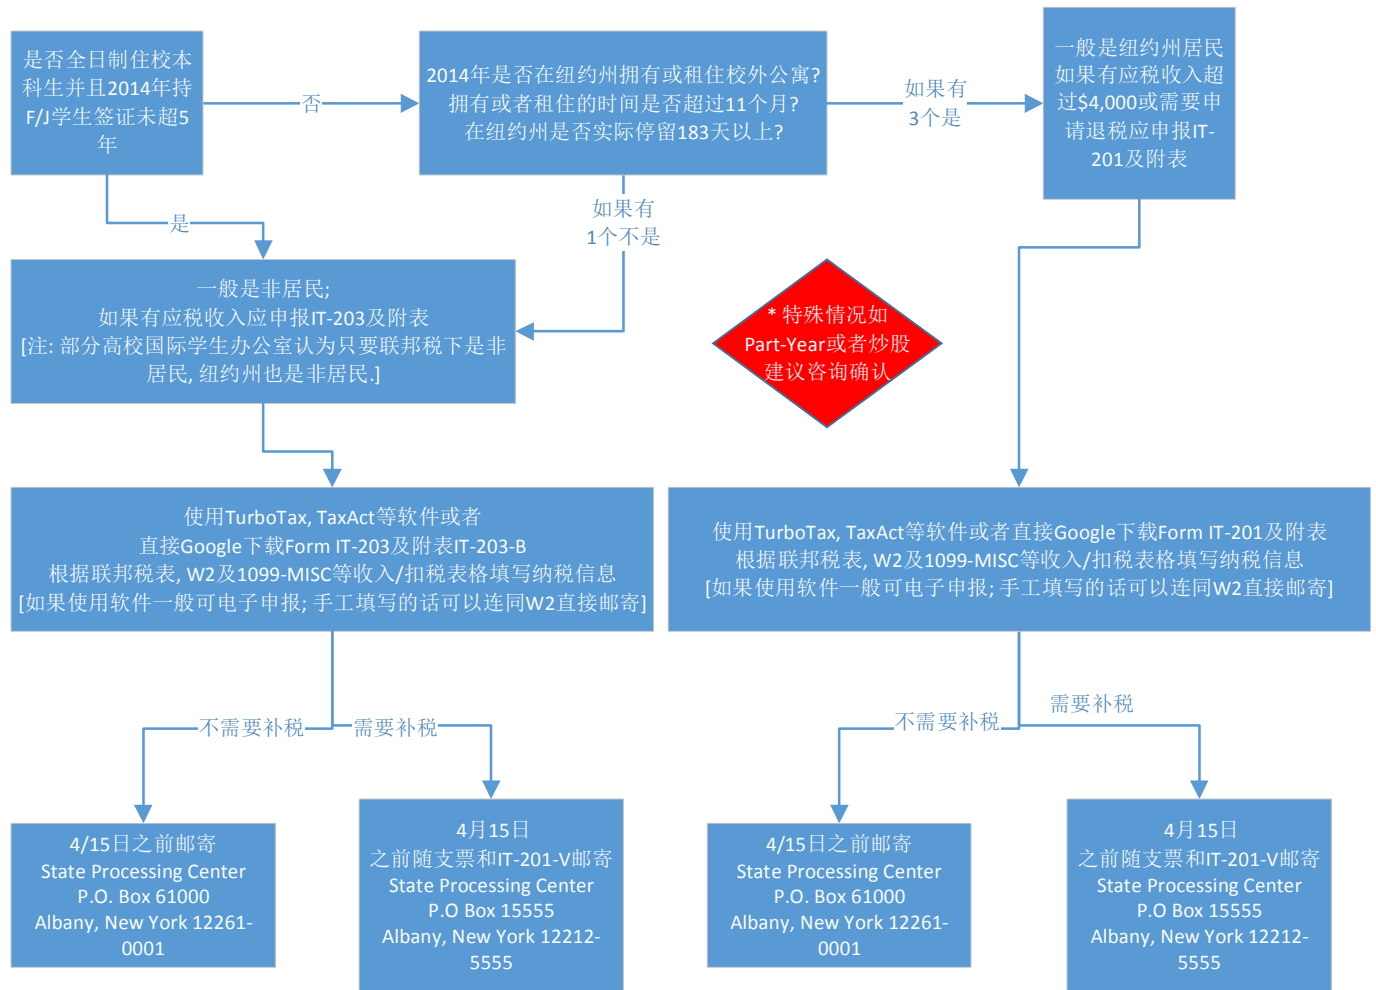 是否全日制住校本
科生并且2014年持
F/J学生签证未超5
年
否
2014年是否在纽约州拥有或租住校外公寓?
拥有或者租住的时间是否超过11个月?
在纽约州是否实际停留183天以上?
如果有
3个是
一般是纽约州居民
如果有应税收入超
过$4,000或需要申
请退税应申报IT-
201及附表
是
如果有
1个不是
一般是非居民;
如果有应税收入应申报IT-203及附表
[注: 部分高校国际学生办公室认为只要联邦税下是非
居民, 纽约州也是非居民.]
* 特殊情况如
Part-Year或者炒股
建议咨询确认
使用TurboTax, TaxAct等软件或者
直接Google下载Form IT-203及附表IT-203-B
根据联邦税表, W2及1099-MISC等收入/扣税表格填写纳税信息
[如果使用软件一般可电子申报; 手工填写的话可以连同W2直接邮寄]
使用TurboTax, TaxAct等软件或者直接Google下载Form IT-201及附表
根据联邦税表, W2及1099-MISC等收入/扣税表格填写纳税信息
[如果使用软件一般可电子申报; 手工填写的话可以连同W2直接邮寄]
不需要补税
需要补税
不需要补税
需要补税
4/15日之前邮寄
State Processing Center
P.O. Box 61000
Albany, New York 12261-
0001
4月15日
之前随支票和IT-201-V邮寄
State Processing Center
P.O Box 15555
Albany, New York 12212-
5555
4/15日之前邮寄
State Processing Center
P.O. Box 61000
Albany, New York 12261-
0001
4月15日
之前随支票和IT-201-V邮寄
State Processing Center
P.O Box 15555
Albany, New York 12212-
5555